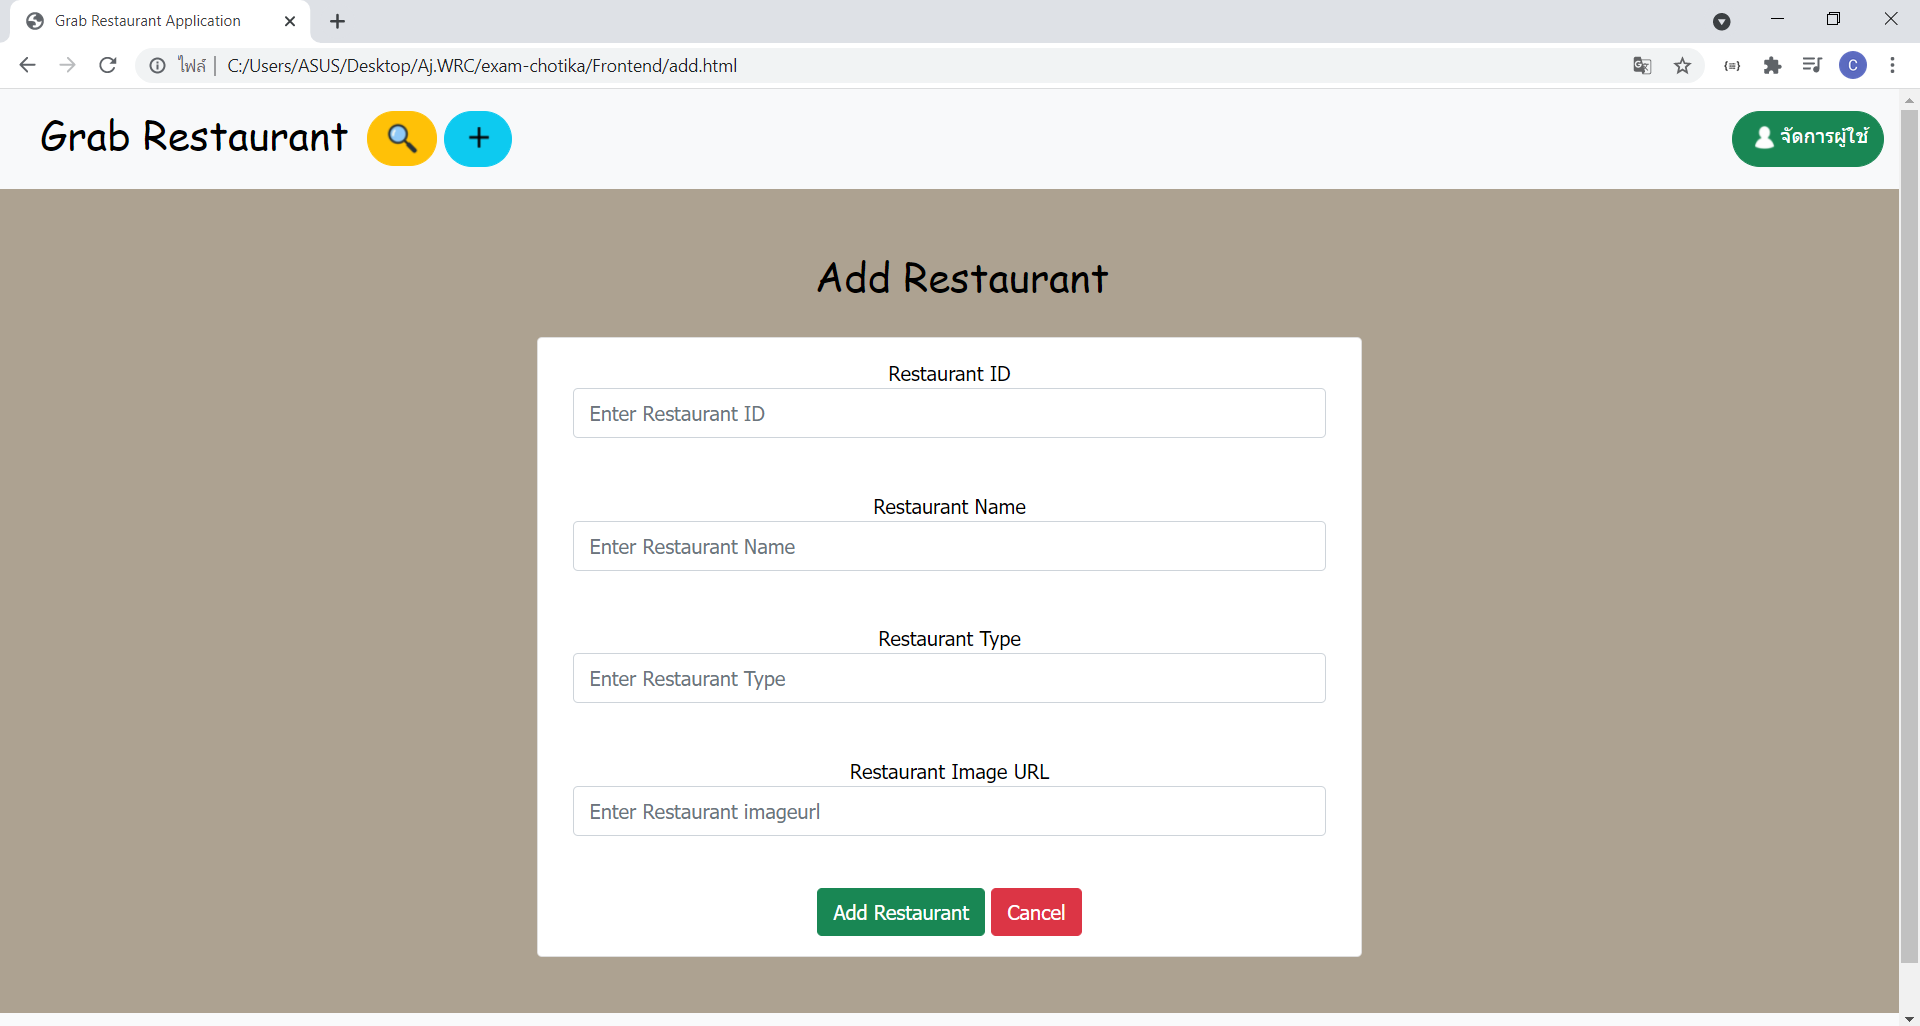 Grab Restaurant Application
ไฟล์ | C:/Users/ASUS/Desktop/Aj.WRC/exam-chotika/Frontend/add.html
C
Grab Restaurant
+
จัดการผู้ใช้
Add Restaurant
Restaurant ID
Enter Restaurant ID
Restaurant Name
Enter Restaurant Name
Restaurant Type
Enter Restaurant Type
Restaurant Image URL
Enter Restaurant imageurl
Add Restaurant Cancel